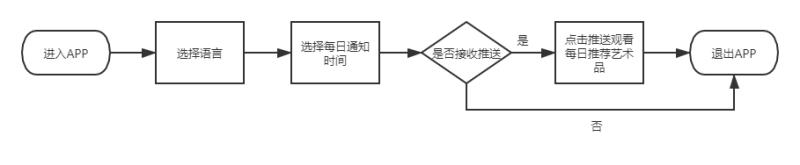 进入APP
选择语言
选择每日通知
时间
是否接收推送
是
点击推送观看
每日推荐艺术
品
退出APP
否